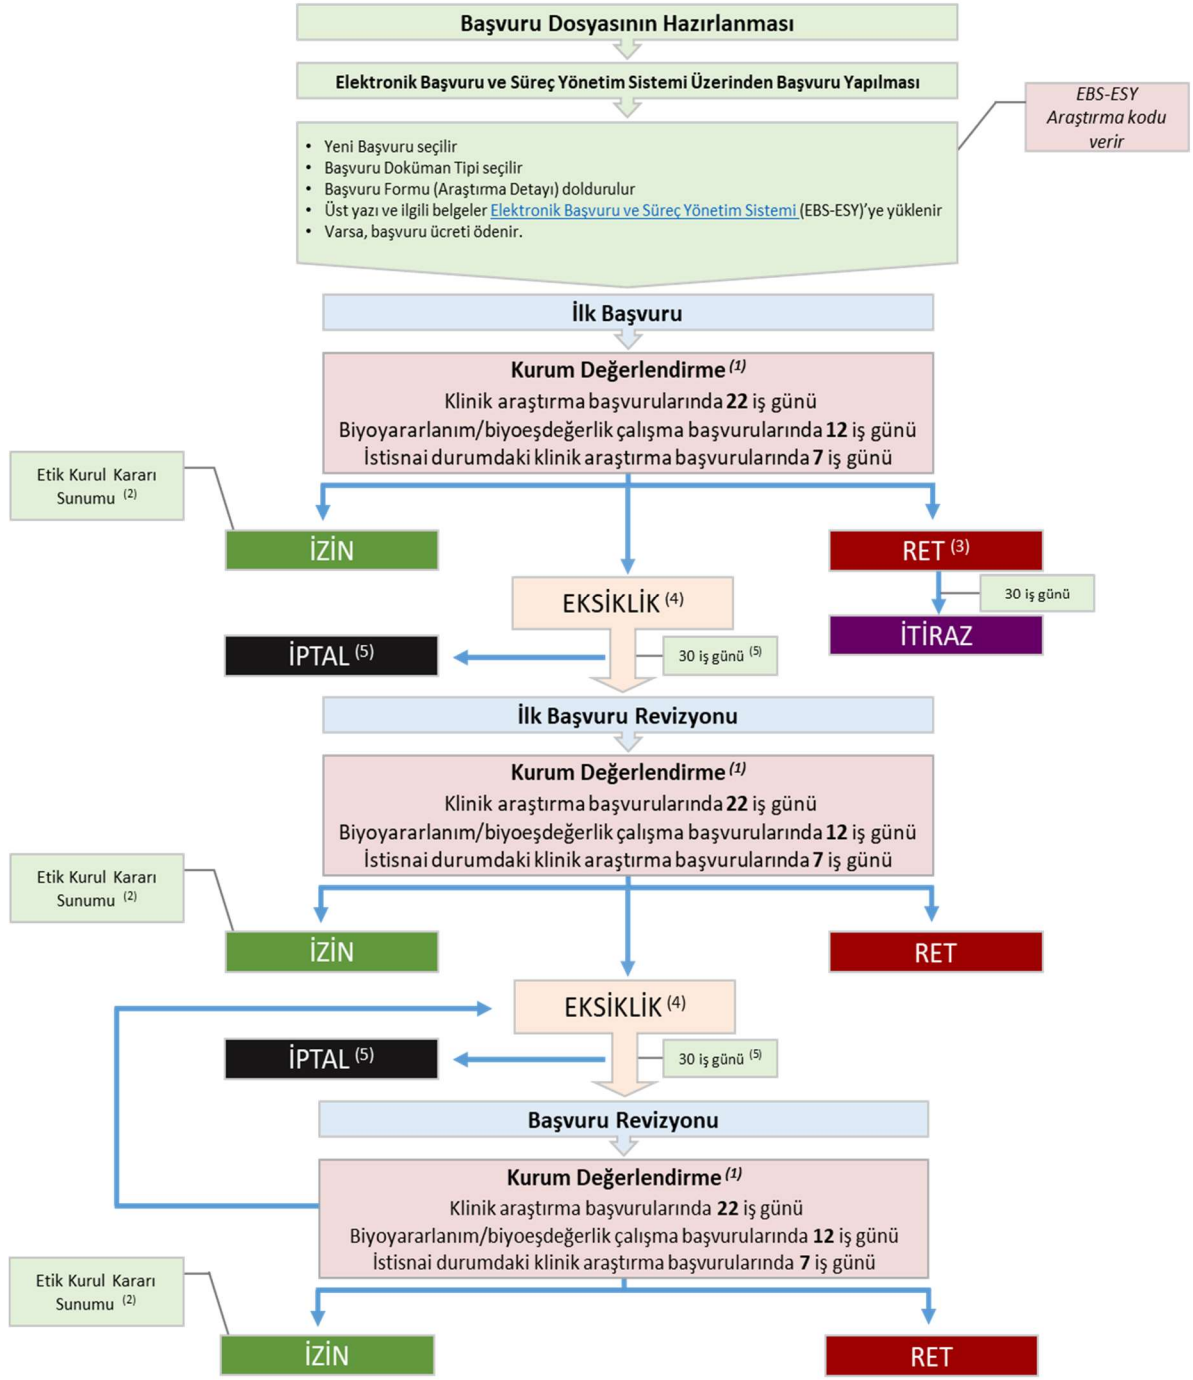 Başvuru Dosyasının Hazırlanması
Elektronik Başvuru ve Süreç Yönetim Sistemi Üzerinden Başvuru Yapılması
EBS-ESY
Araştırma kodu
verir
• Yeni Başvuru seçilir
• Başvuru Doküman Tipi seçilir
• Başvuru Formu (Araştırma Detayı) doldurulur
• Üst yazı ve ilgili belgeler Elektronik Başvuru ve Süreç Yönetim Sistemi (EBS-ESY)’ye yüklenir
• Varsa, başvuru ücreti ödenir.
İlk Başvuru
Kurum Değerlendirme (1)
Klinik araştırma başvurularında 22 iş günü
Biyoyararlanım/biyoeşdeğerlik çalışma başvurularında 12 iş günü
İstisnai durumdaki klinik araştırma başvurularında 7 iş günü
Etik Kurul Kararı
Sunumu (2)
İZİN
RET (3)
EKSİKLİK (4)
30 iş günü
İTİRAZ
İPTAL (5)
30 iş günü (5)
İlk Başvuru Revizyonu
Kurum Değerlendirme (1)
Klinik araştırma başvurularında 22 iş günü
Biyoyararlanım/biyoeşdeğerlik çalışma başvurularında 12 iş günü
İstisnai durumdaki klinik araştırma başvurularında 7 iş günü
Etik Kurul Kararı
Sunumu (2)
İZİN
RET
EKSİKLİK (4)
İPTAL (5)
30 iş günü (5)
Başvuru Revizyonu
Kurum Değerlendirme (1)
Klinik araştırma başvurularında 22 iş günü
Biyoyararlanım/biyoeşdeğerlik çalışma başvurularında 12 iş günü
İstisnai durumdaki klinik araştırma başvurularında 7 iş günü
Etik Kurul Kararı
Sunumu (2)
İZİN
RET